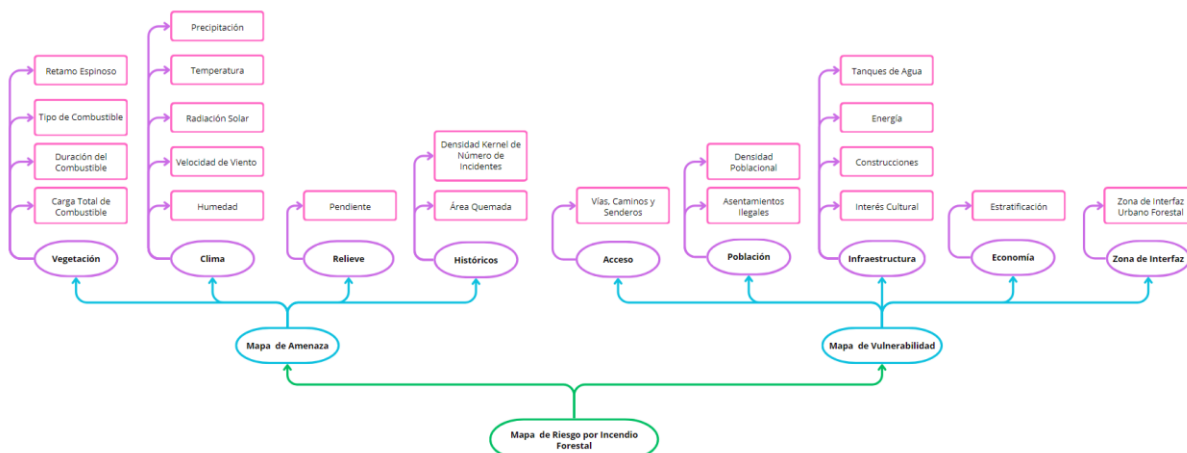 Precipitación
Retamo Espinoso
Temperatura
Tanques de Agua
Tipo de Combustible
Radiación Solar
Energía
Duración del
Combustible
Velocidad de Viento
Densidad Kernel de
Número de
Incidentes
Densidad
Poblacional
Construcciones
Carga Total de
Combustible
Humedad
Pendiente
Área Quemada
Vías, Caminos y
Senderos
Asentamientos
Ilegales
Interés Cultural
Estratificación
Zona de Interfaz
Urbano Forestal
Vegetación
Clima
Relieve
Históricos
Acceso
Población
Infraestructura
Economía
Zona de Interfaz
Mapa de Amenaza
Mapa de Vulnerabilidad
Mapa de Riesgo por Incendio
Forestal